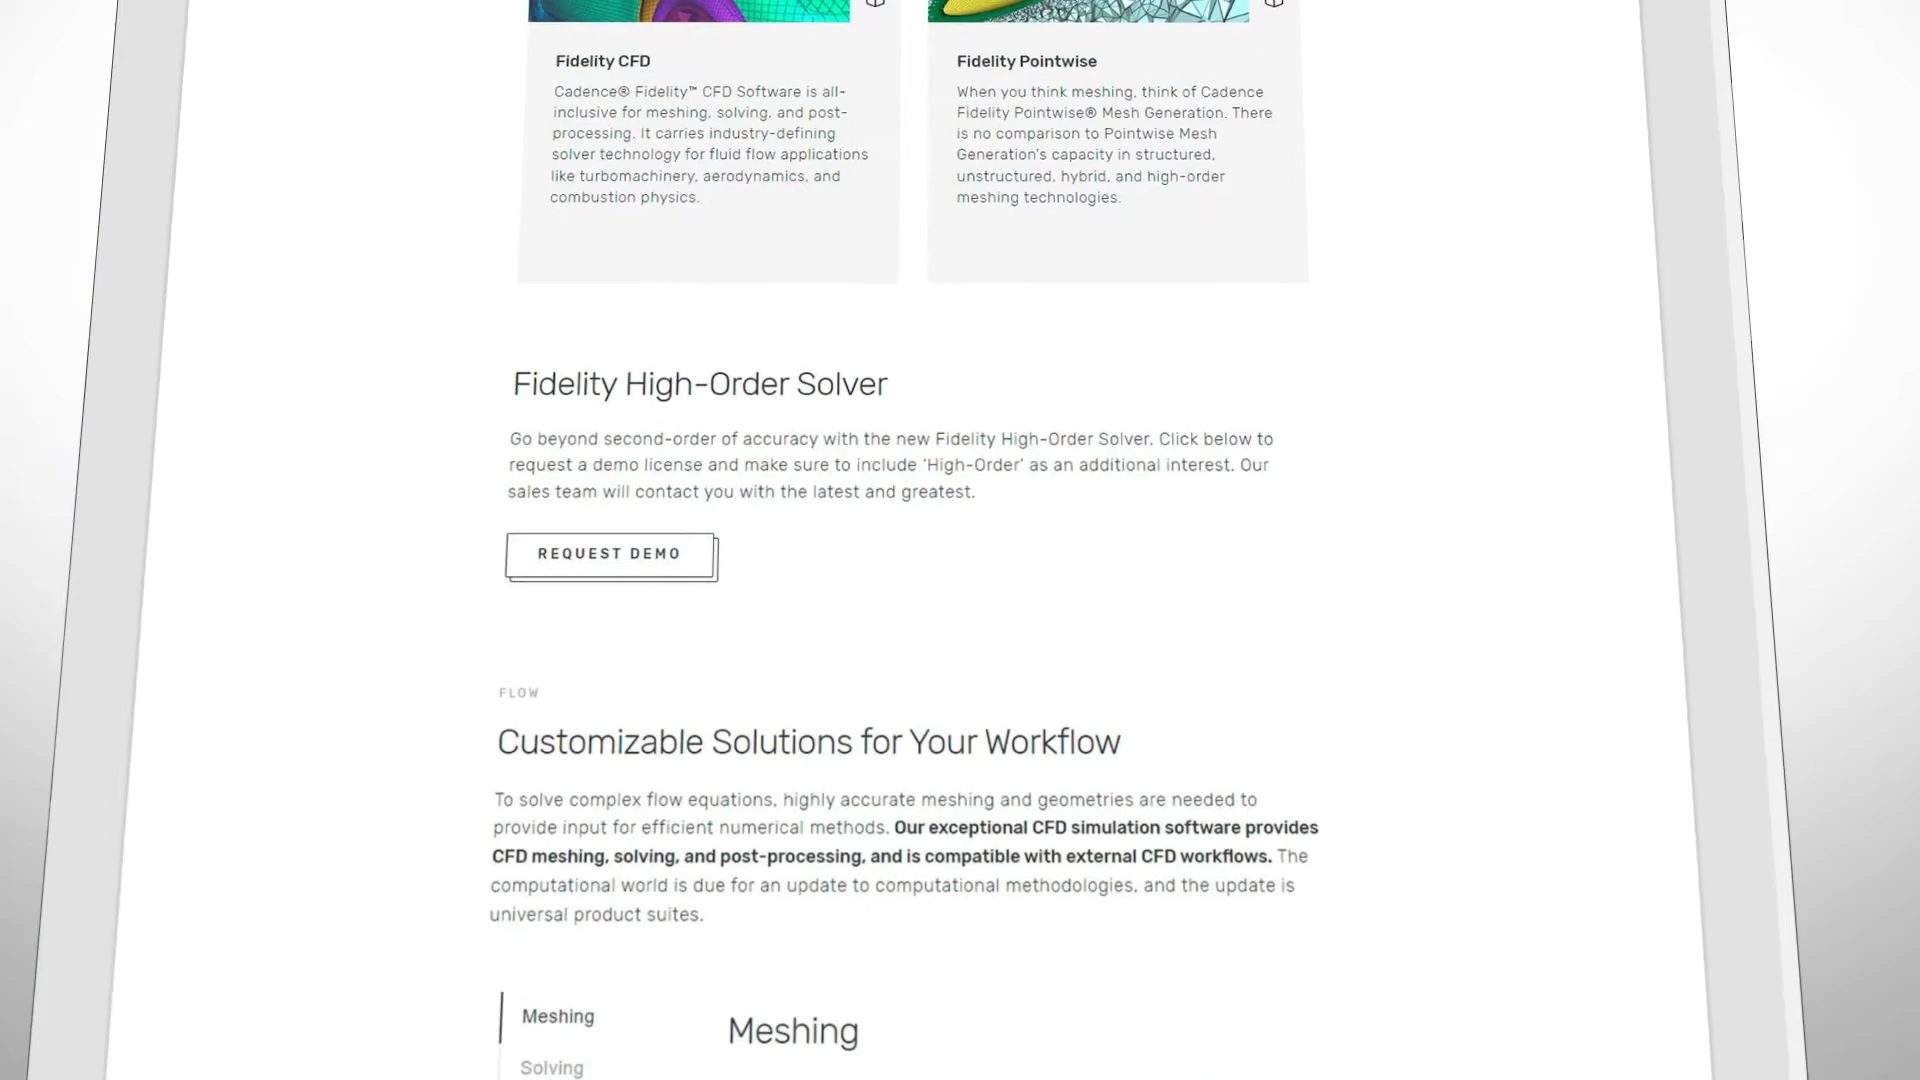 Fidelity CFD
Cadence® Fidelity™ CFD Software is all-
inclusive for meshing, solving, and post-
processing. It carries industry-defining
solver technology for fluid flow applications
like turbomachinery, aerodynamics, and
combustion physics.
Fidelity Pointwise
When you think meshing, think of Cadence
Fidelity Pointwise® Mesh Generation. There
is no comparison to Pointwise Mesh
Generation's capacity in structured,
unstructured, hybrid, and high-order
meshing technologies.
Fidelity High-Order Solver
Go beyond second-order of accuracy with the new Fidelity High-Order Solver. Click below to
request a demo license and make sure to include 'High-Order' as an additional interest. Our
sales team will contact you with the latest and greatest.
REQUEST DEMO
FLOW
Customizable Solutions for Your Workflow
To solve complex flow equations, highly accurate meshing and geometries are needed to
provide input for efficient numerical methods. Our exceptional CFD simulation software provides
CFD meshing, solving, and post-processing, and is compatible with external CFD workflows. The
computational world is due for an update to computational methodologies, and the update is
universal product suites.
Meshing
Solving
Meshing